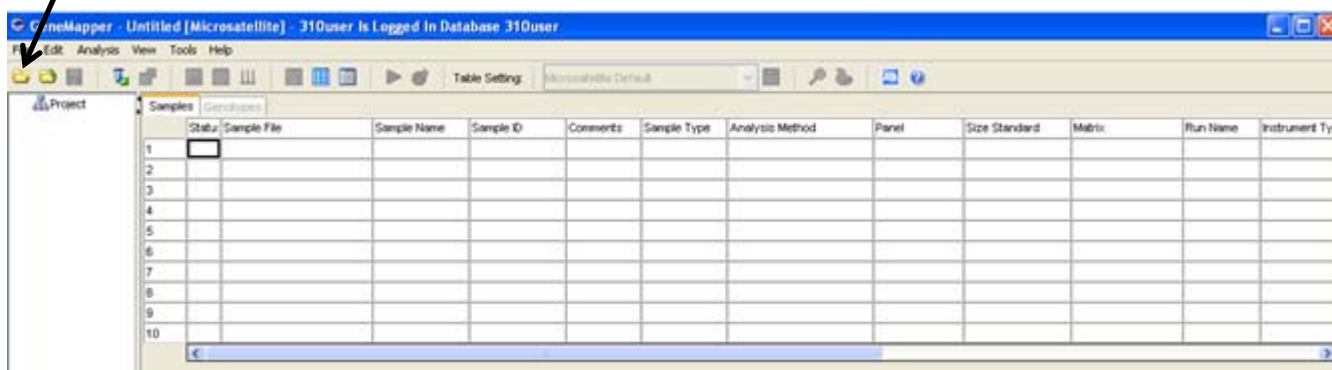 GeneMapper - Untitled [Microsatellite] - 310user Is Logged In Database 310user
Edit Analysis View Tools Help
Table Setting: Microsatellite Default
Project
Samples Genotypes
Statu Sample File Sample Name Sample ID Comments Sample Type Analysis Method Panel Size Standard Matrix Run Name Instrument Ty
1
2
3
4
5
6
7
8
9
10